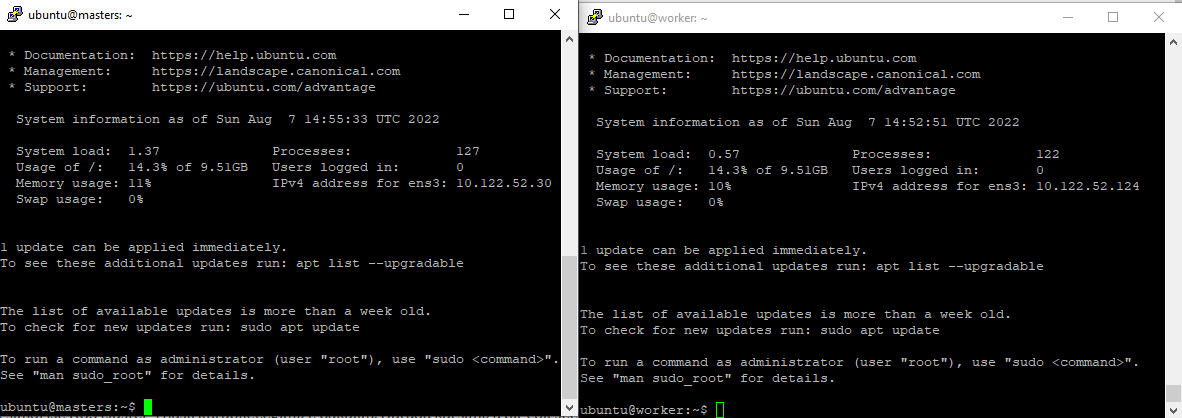 ubuntu@masters: ~
* Documentation:  https://help.ubuntu.com
* Management:     https://landscape.canonical.com
* Support:        https://ubuntu.com/advantage
System information as of Sun Aug  7 14:55:33 UTC 2022
System load:  1.37              Processes:             127
Usage of /:   14.3% of 9.51GB   Users logged in:       0
Memory usage: 11%               IPv4 address for ens3: 10.122.52.30
Swap usage:   0%
1 update can be applied immediately.
To see these additional updates run: apt list --upgradable
The list of available updates is more than a week old.
To check for new updates run: sudo apt update
To run a command as administrator (user "root"), use "sudo <command>".
See "man sudo_root" for details.
ubuntu@masters:~$
ubuntu@worker: ~
* Documentation:  https://help.ubuntu.com
* Management:     https://landscape.canonical.com
* Support:        https://ubuntu.com/advantage
System information as of Sun Aug  7 14:52:51 UTC 2022
System load:  0.57              Processes:             122
Usage of /:   14.3% of 9.51GB   Users logged in:       0
Memory usage: 10%               IPv4 address for ens3: 10.122.52.124
Swap usage:   0%
1 update can be applied immediately.
To see these additional updates run: apt list --upgradable
The list of available updates is more than a week old.
To check for new updates run: sudo apt update
To run a command as administrator (user "root"), use "sudo <command>".
See "man sudo_root" for details.
ubuntu@worker:~$